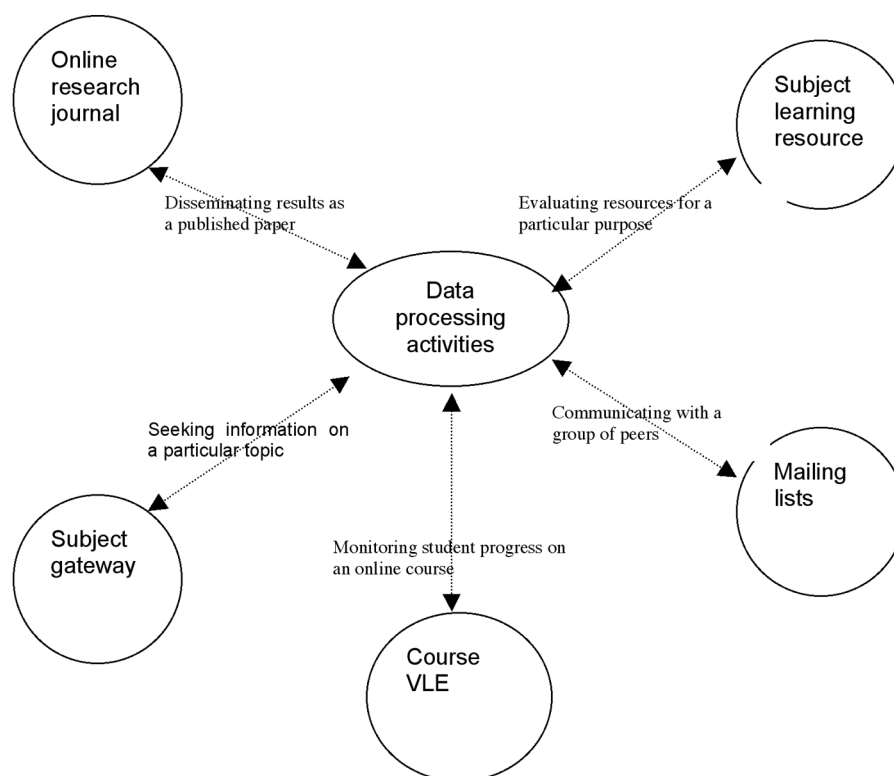 Online
research
journal
Subject
learning
resource
Disseminating results as
a published paper
Evaluating resources for a
particular purpose
Data
processing
activities
Seeking information on
a particular topic
Communicating with a
group of peers
Mailing
lists
Subject
gateway
Monitoring student progress on
an online course
Course
VLE